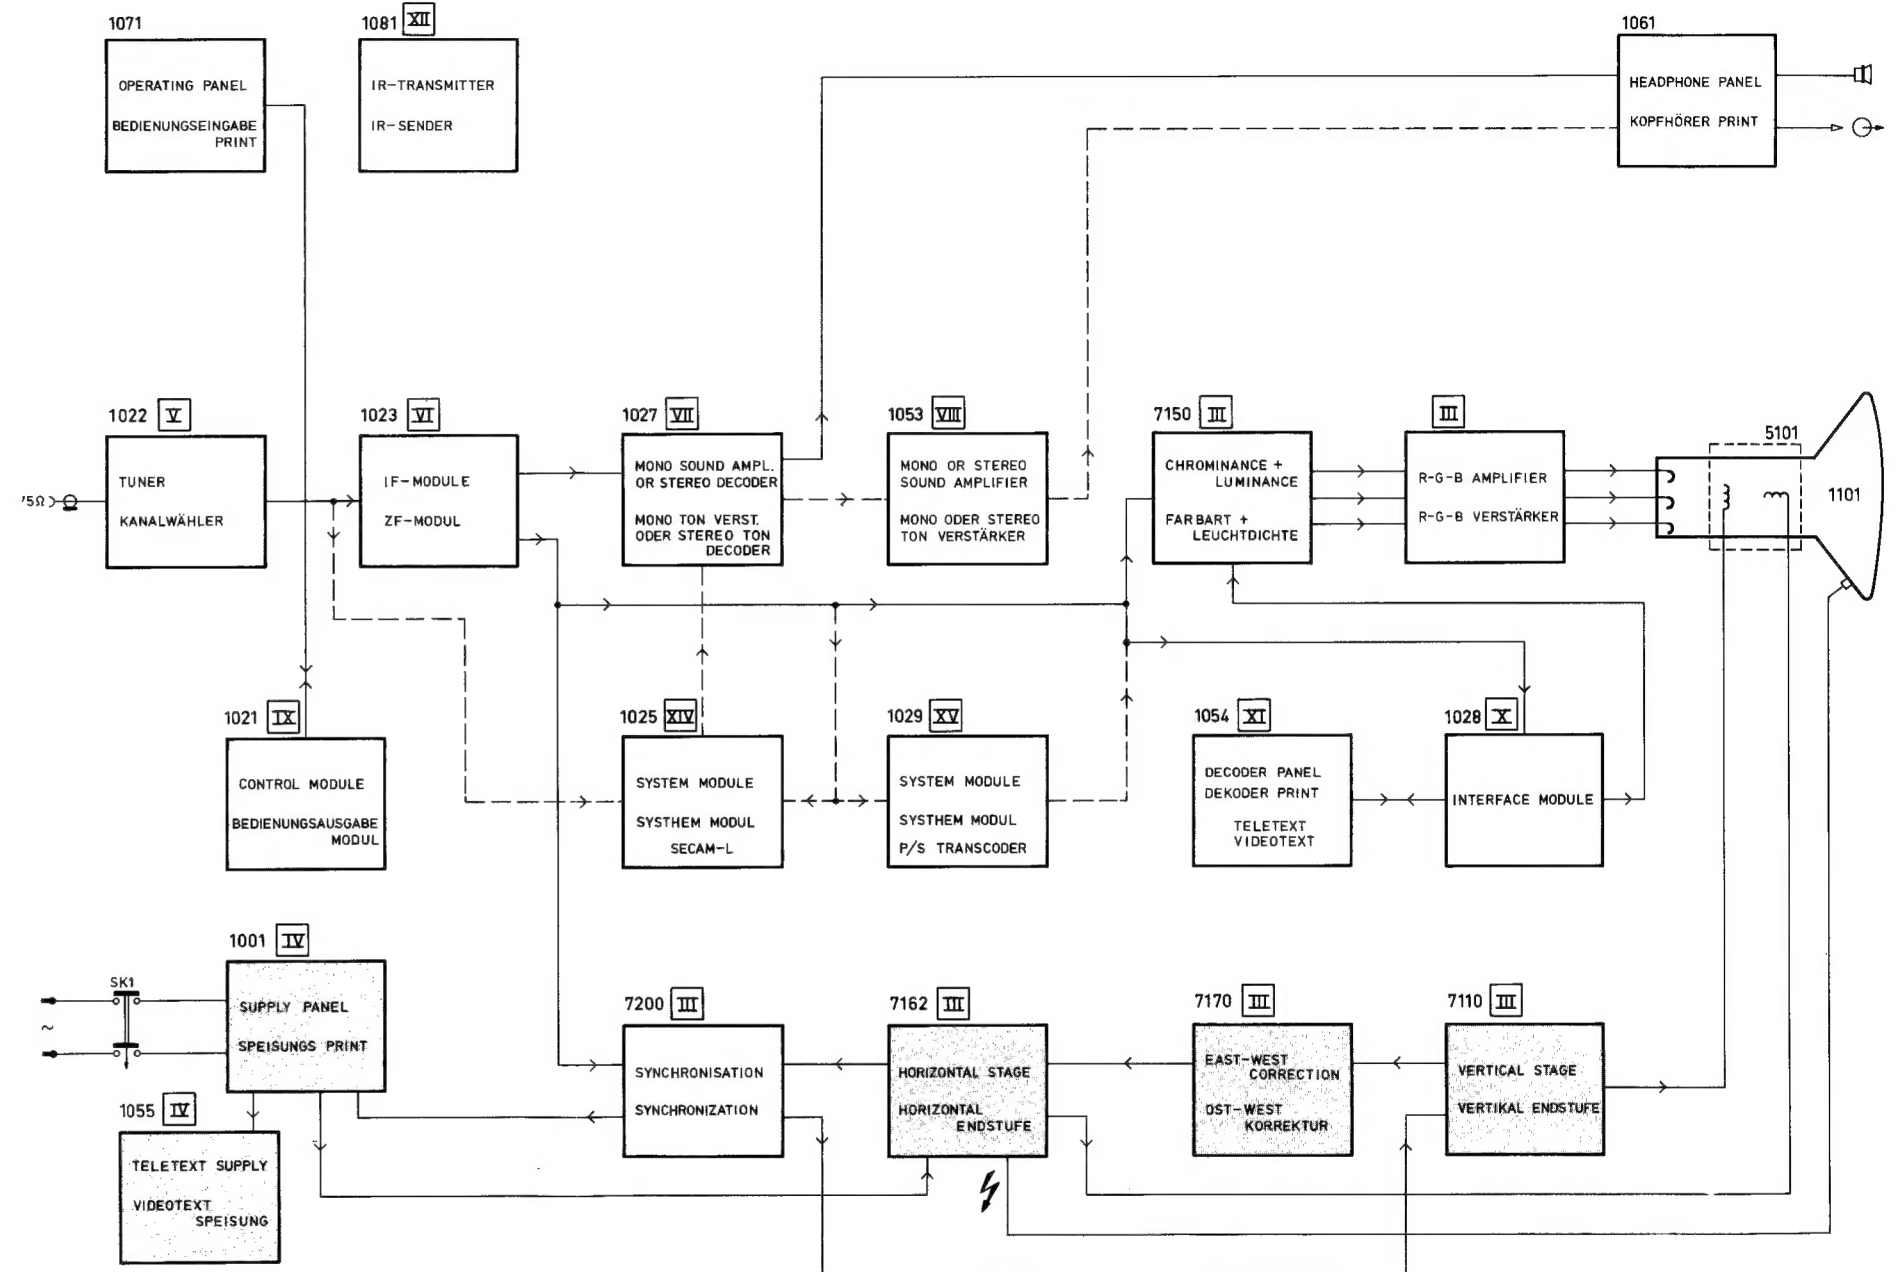 1071
OPERATING PANEL
BEDIENUNGSEINGABE
PRINT
1081 XII
IR-TRANSMITTER
IR-SENDER
1061
HEADPHONE PANEL
KOPFHÖRER PRINT
1022 V
TUNER
KANALWÄHLER
75Ω
1023 VI
IF-MODULE
ZF-MODUL
1027 VII
MONO SOUND AMPL.
OR STEREO DECODER
MONO TON VERST.
ODER STEREO TON
DECODER
1053 VIII
MONO OR STEREO
SOUND AMPLIFIER
MONO ODER STEREO
TON VERSTÄRKER
7150 III
CHROMINANCE +
LUMINANCE
FARBART +
LEUCHTDICHTE
III
R-G-B AMPLIFIER
R-G-B VERSTÄRKER
5101
1101
1021 IX
CONTROL MODULE
BEDIENUNGSAUSGABE
MODUL
1025 XIV
SYSTEM MODULE
SYSTHEM MODUL
SECAM-L
1029 XV
SYSTEM MODULE
SYSTHEM MODUL
P/S TRANSCODER
1054 XI
DECODER PANEL
DEKODER PRINT
TELETEXT
VIDEOTEXT
1028 X
INTERFACE MODULE
1001 IV
SUPPLY PANEL
SPEISUNGS PRINT
SK1
~
1055 IV
TELETEXT SUPPLY
VIDEOTEXT
SPEISUNG
7200 III
SYNCHRONISATION
SYNCHRONIZATION
7162 III
HORIZONTAL STAGE
HORIZONTAL
ENDSTUFE
7170 III
EAST-WEST
CORRECTION
OST-WEST
KORREKTUR
7110 III
VERTICAL STAGE
VERTIKAL ENDSTUFE